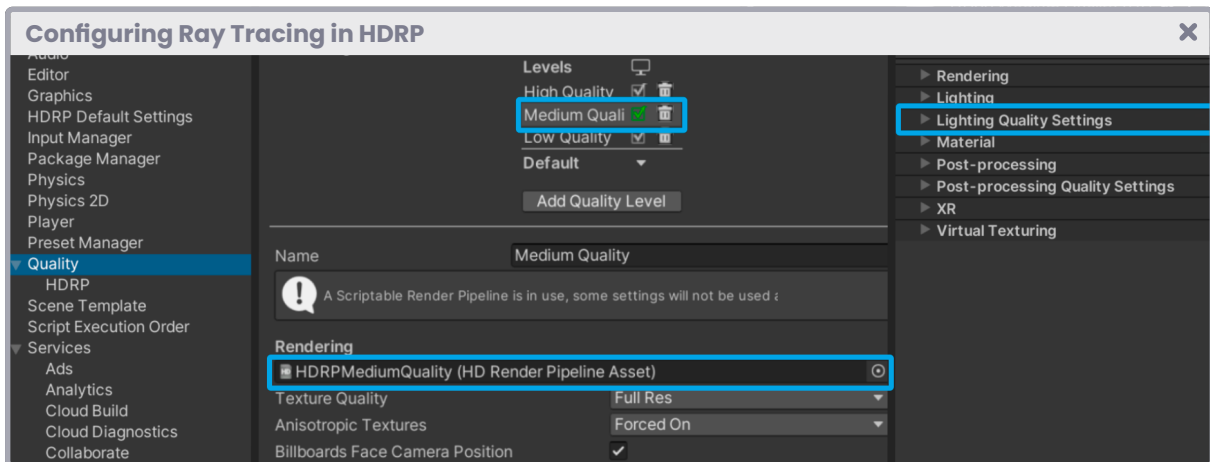 Configuring Ray Tracing in HDRP
Audio
Editor
Graphics
HDRP Default Settings
Input Manager
Package Manager
Physics
Physics 2D
Player
Preset Manager
Quality
HDRP
Scene Template
Script Execution Order
Services
Ads
Analytics
Cloud Build
Cloud Diagnostics
Collaborate
Levels
High Quality
Medium Quali
Low Quality
Default
Add Quality Level
Name Medium Quality
A Scriptable Render Pipeline is in use, some settings will not be used
Rendering
HDRPMediumQuality (HD Render Pipeline Asset)
Texture Quality Full Res
Anisotropic Textures Forced On
Billboards Face Camera Position
Rendering
Lighting
Lighting Quality Settings
Material
Post-processing
Post-processing Quality Settings
XR
Virtual Texturing